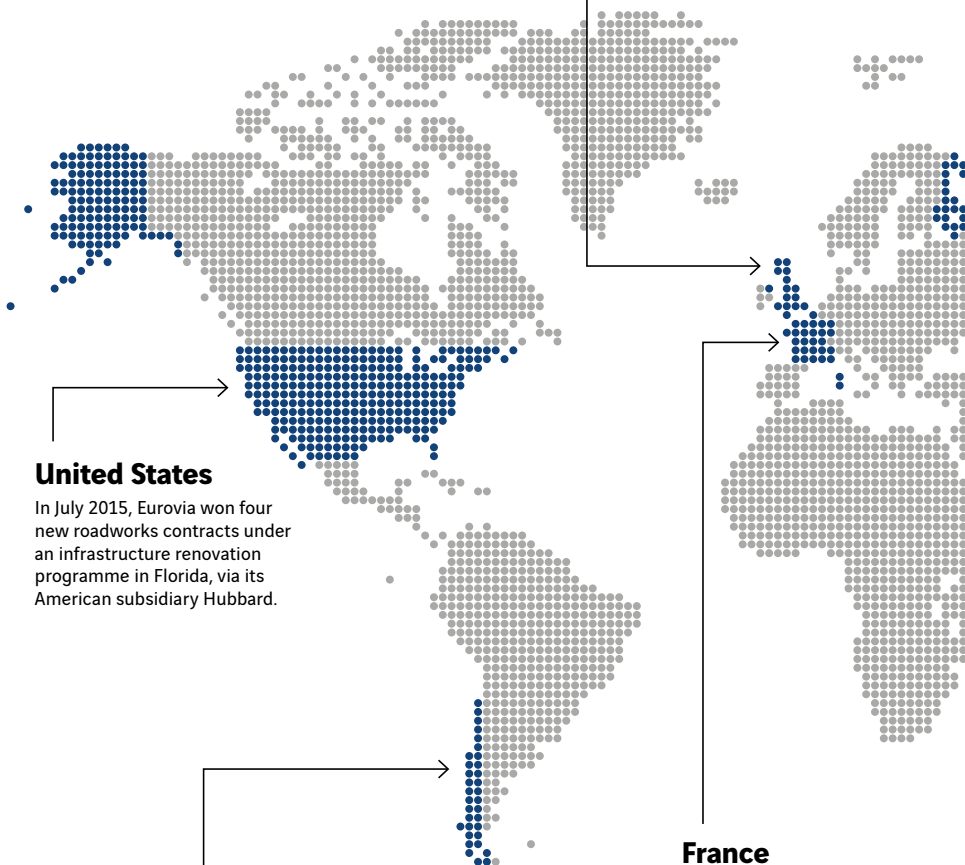 United States
In July 2015, Eurovia won four
new roadworks contracts under
an infrastructure renovation
programme in Florida, via its
American subsidiary Hubbard.
France